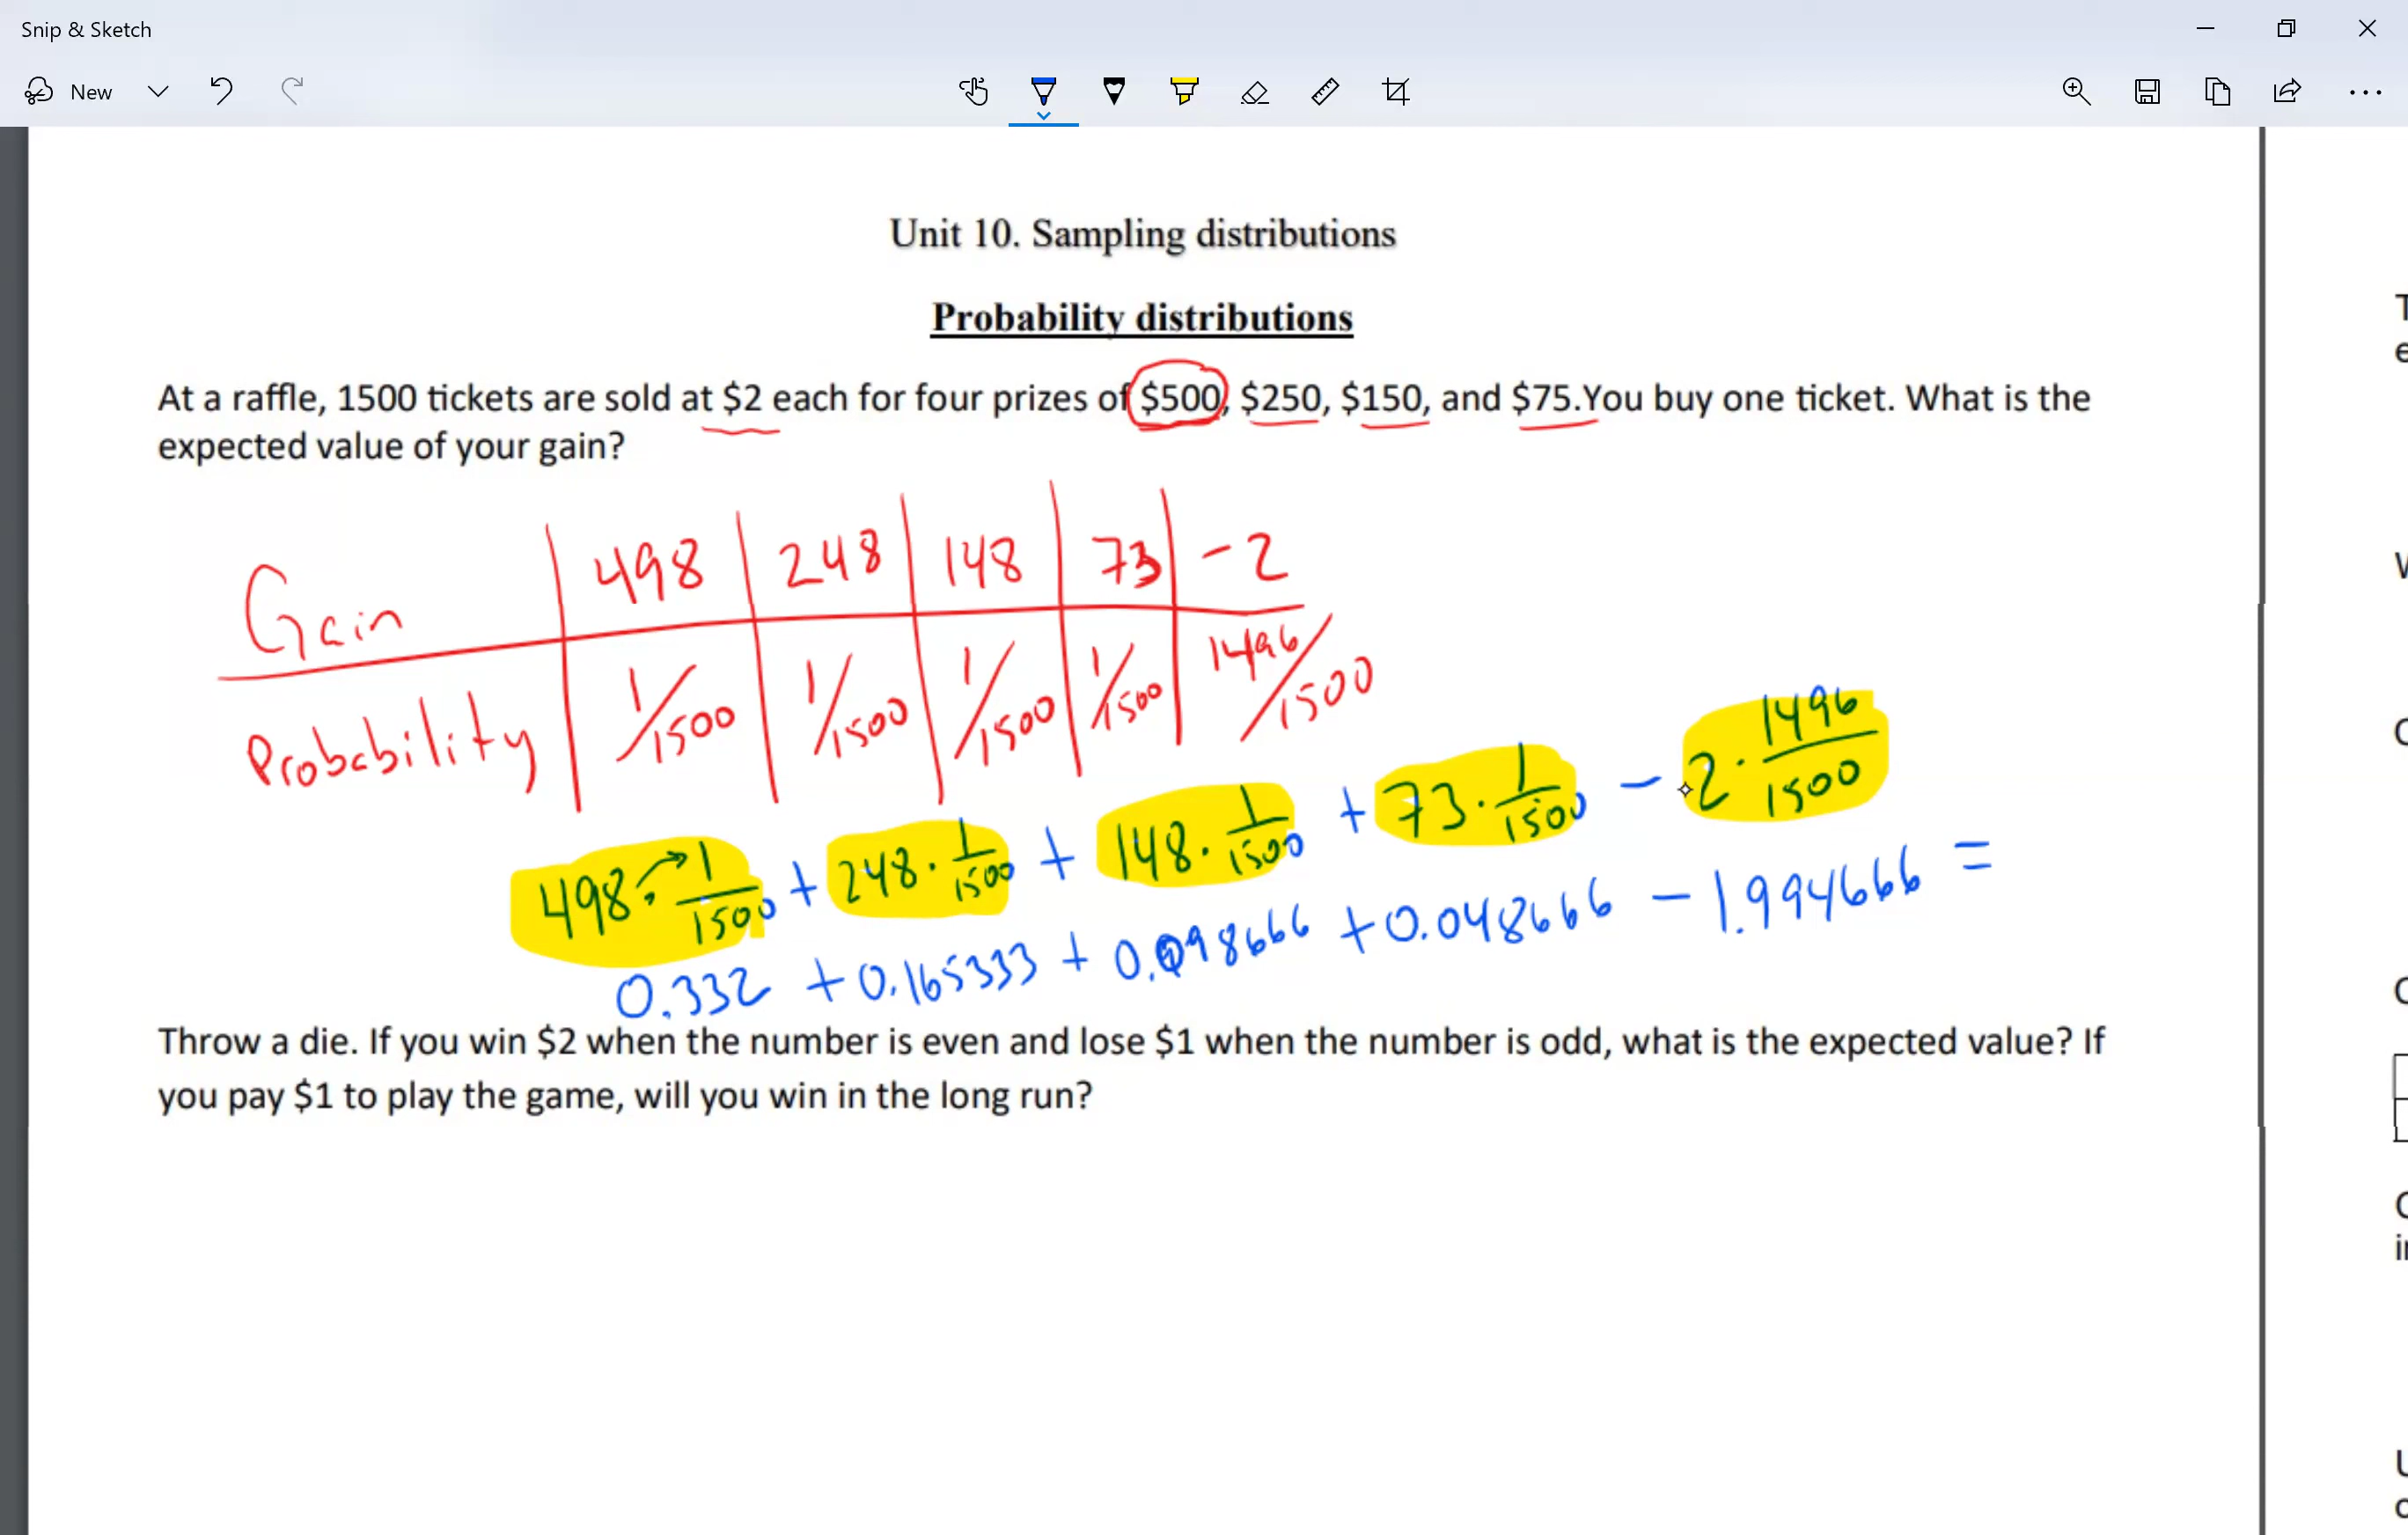 Snip & Sketch
New
Unit 10. Sampling distributions
Probability distributions
At a raffle, 1500 tickets are sold at $2 each for four prizes of $500, $250, $150, and $75.You buy one ticket. What is the
expected value of your gain?
Gain 498 248 148 73 -2
Probability 1/1500 1/1500 1/1500 1/1500 1496/1500
498 · 1/1500 + 248 · 1/1500 + 148 · 1/1500 + 73 · 1/1500 - 2 · 1496/1500
0.332 + 0.165333 + 0.098666 + 0.048666 - 1.994666 =
Throw a die. If you win $2 when the number is even and lose $1 when the number is odd, what is the expected value? If
you pay $1 to play the game, will you win in the long run?